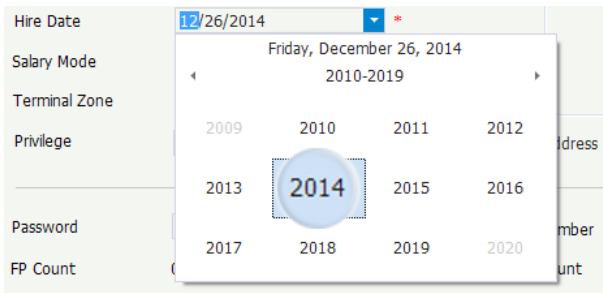 Hire Date 12/26/2014 *
Friday, December 26, 2014
Salary Mode
2010-2019
Terminal Zone
2009 2010 2011 2012
Privilege ddress
2013 2014 2015 2016
Password mber
2017 2018 2019 2020
FP Count unt